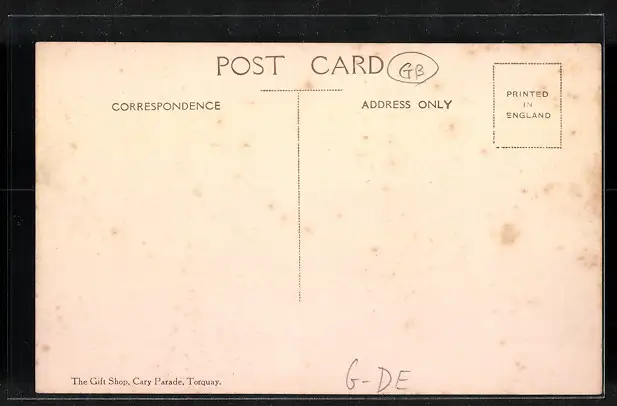 POST CARD GB
CORRESPONDENCE
ADDRESS ONLY
PRINTED
IN
ENGLAND
The Gift Shop, Cary Parade, Torquay.
G-DE